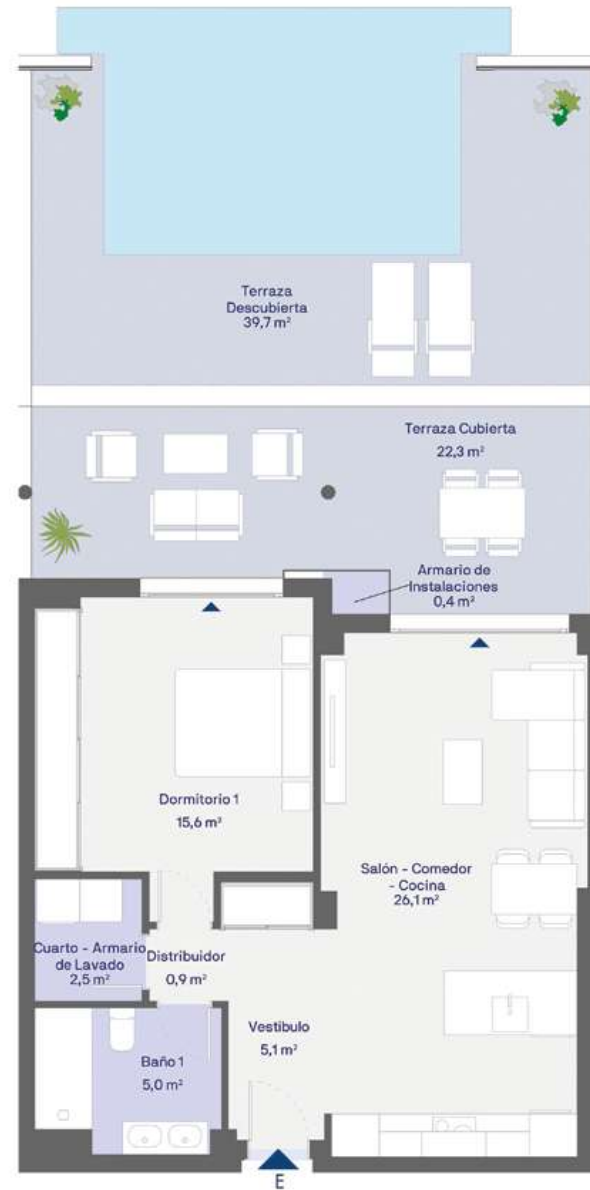 Terraza
Descubierta
39,7 m²
Terraza Cubierta
22,3 m²
Armario de
Instalaciones
0,4 m²
Dormitorio 1
15,6 m²
Salón - Comedor
- Cocina
26,1 m²
Cuarto - Armario
de Lavado
2,5 m²
Distribuidor
0,9 m²
Vestíbulo
5,1 m²
Baño 1
5,0 m²
E